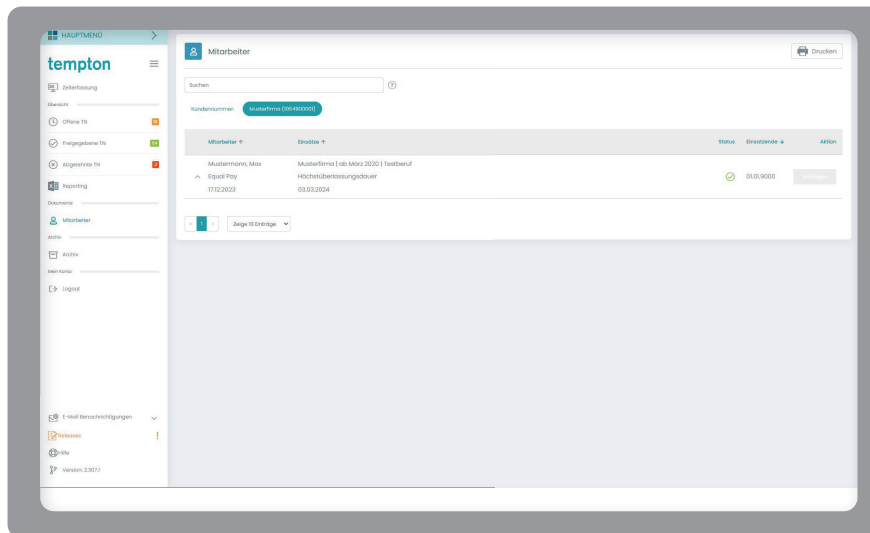 HAUPTMENÜ
tempton
Zeiterfassung
Übersicht
Offene TN
Freigegebene TN
Abgelehnte TN
Reporting
Dokumente
Mitarbeiter
Archiv
Archiv
Mein Konto
Logout
E-Mail Benachrichtigungen
Releases !
Hilfe
Version: 2.307.1
Mitarbeiter
Drucken
Suchen
Kundennummer: Musterfirma (1054900001)
Mitarbeiter Einsätze Status Einsatzende Aktion
Mustermann, Max Musterfirma | ab März 2020 | Testberuf
Equal Pay Höchstüberlassungsdauer 01.01.9000
17.12.2023 03.03.2024
« 1 » Zeige 10 Einträge